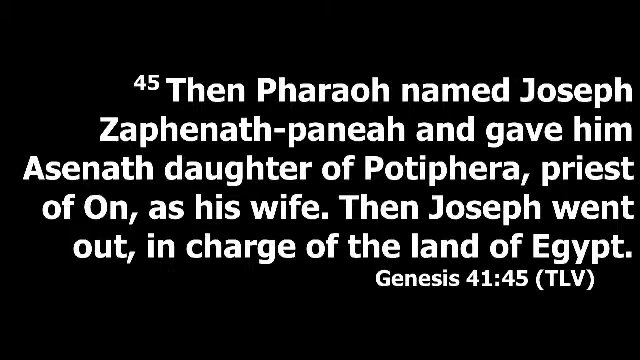 45 Then Pharaoh named Joseph
Zaphenath-paneah and gave him
Asenath daughter of Potiphera, priest
of On, as his wife. Then Joseph went
out, in charge of the land of Egypt.
Genesis 41:45 (TLV)